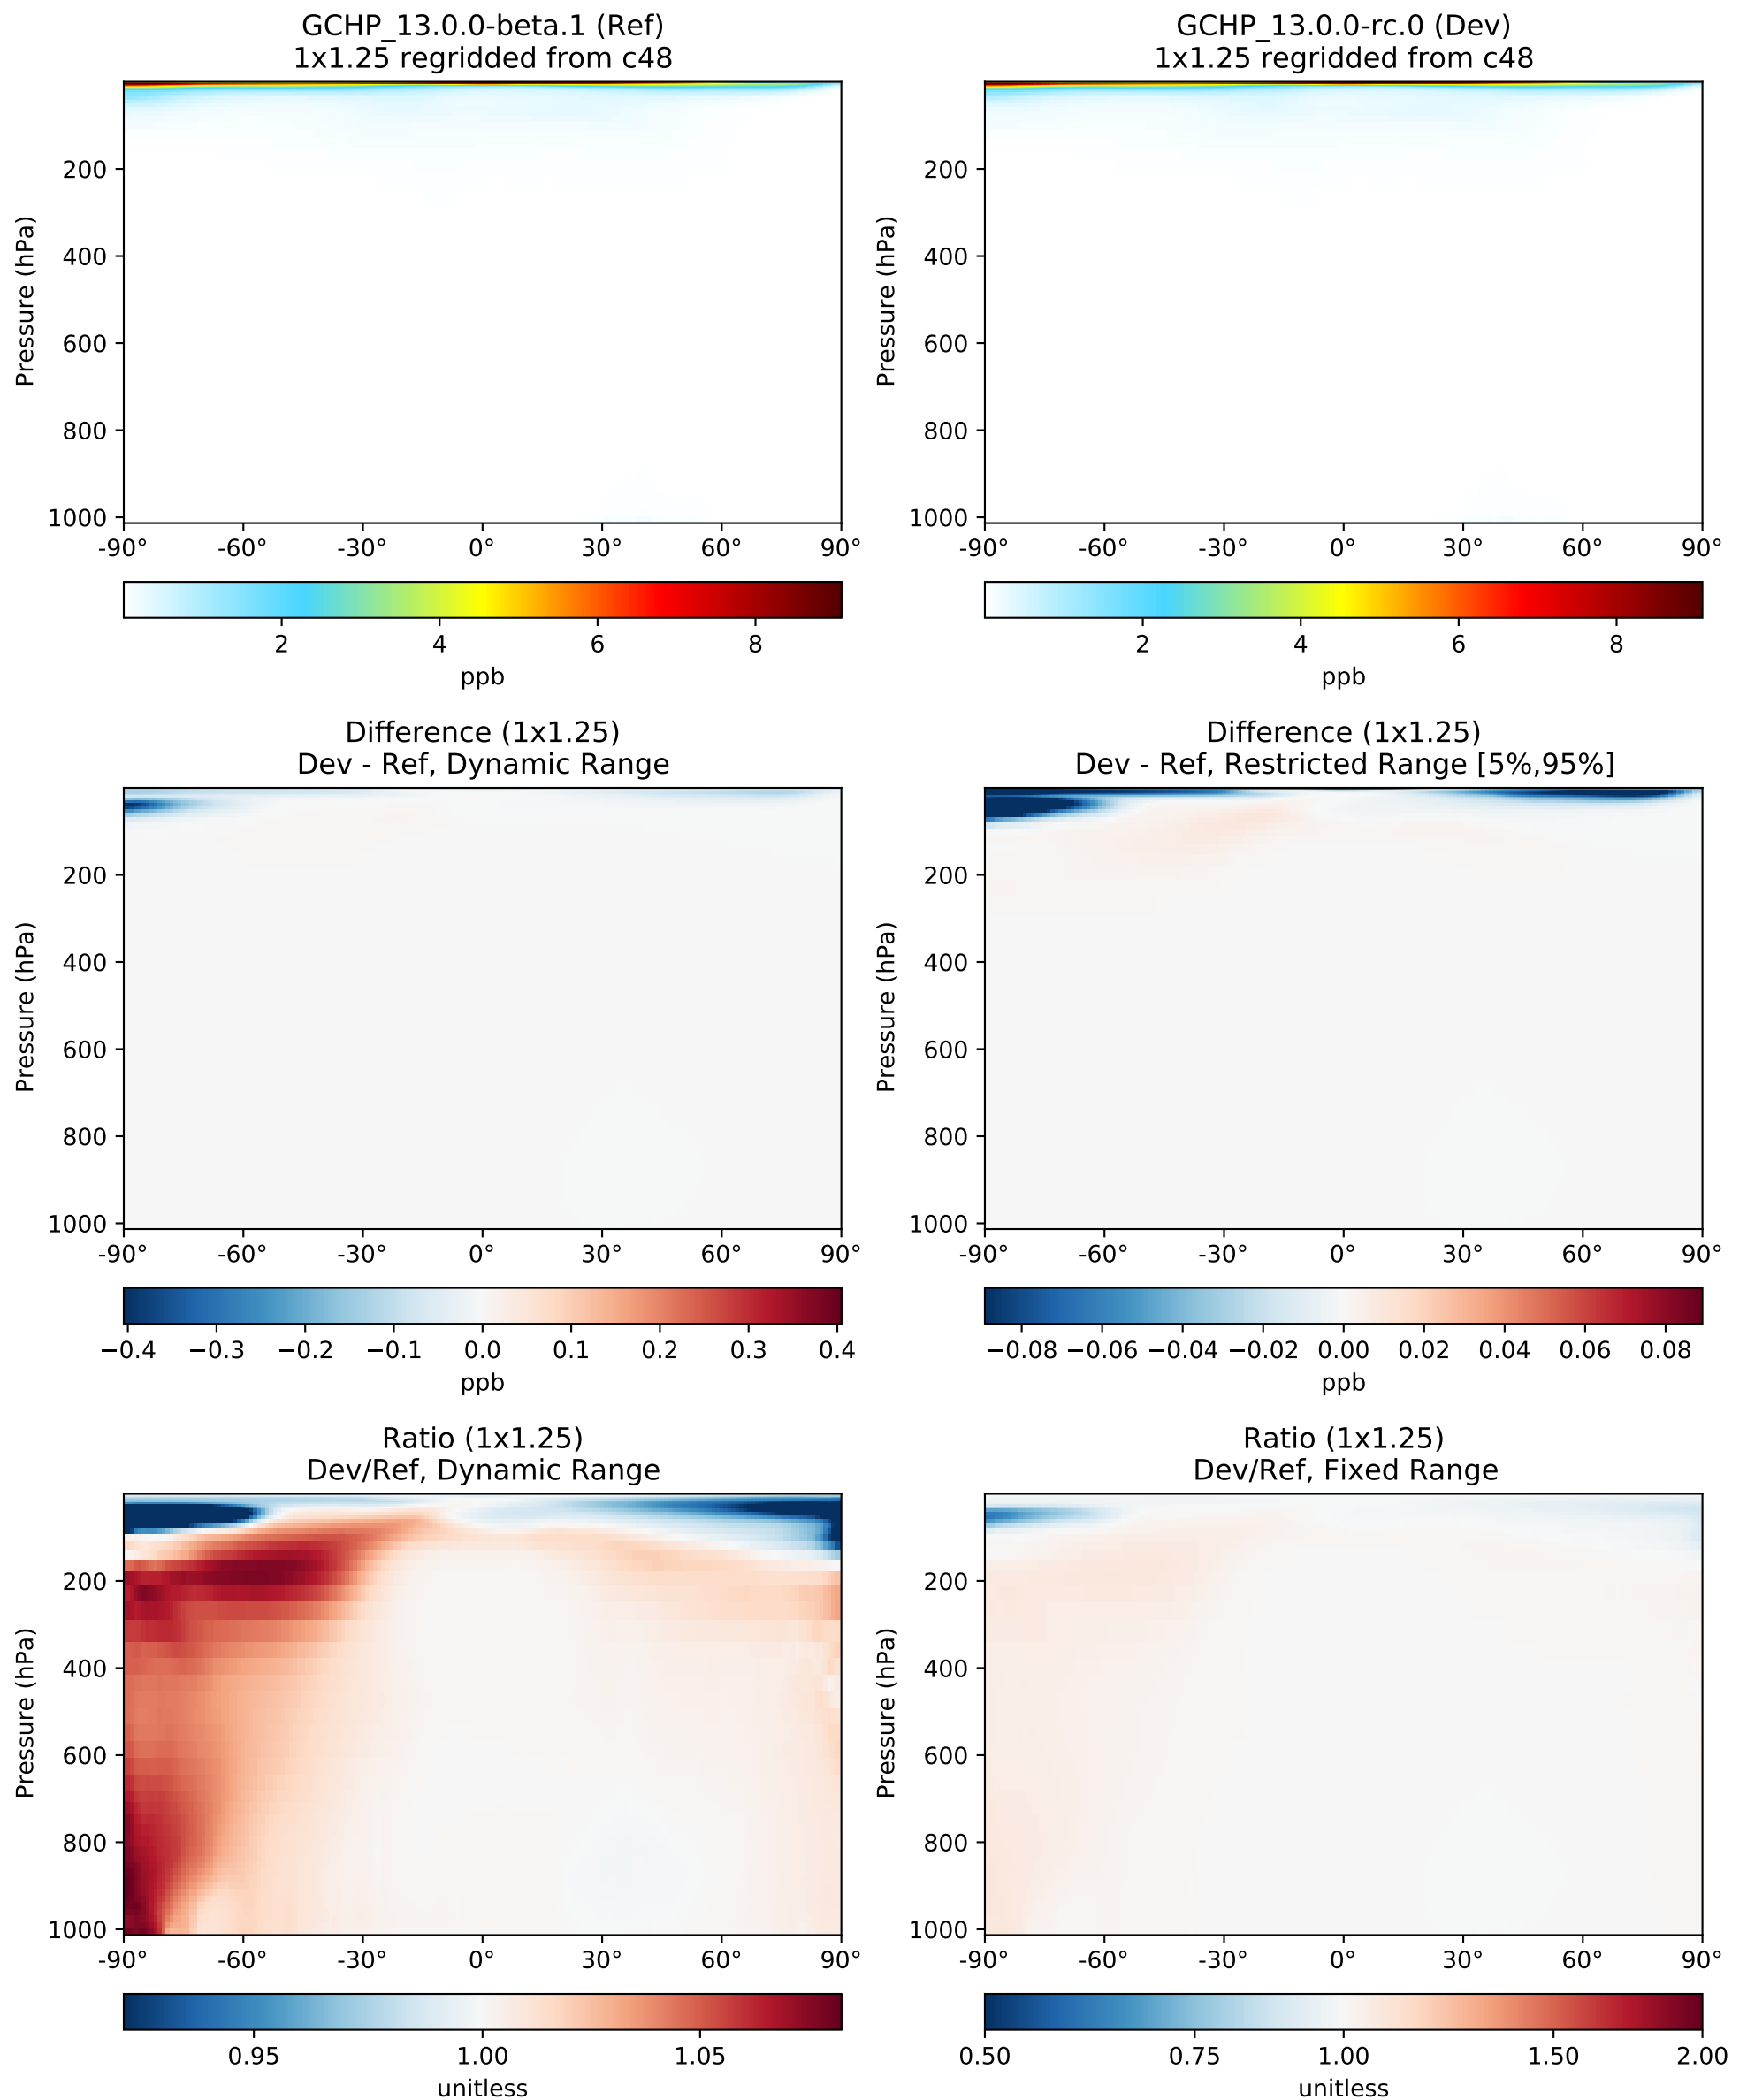 GCHP_13.0.0-beta.1 (Ref)
1x1.25 regridded from c48
Pressure (hPa)
200
400
600
800
1000
-90° -60° -30° 0° 30° 60° 90°
2 4 6 8
ppb
GCHP_13.0.0-rc.0 (Dev)
1x1.25 regridded from c48
Pressure (hPa)
200
400
600
800
1000
-90° -60° -30° 0° 30° 60° 90°
2 4 6 8
ppb
Difference (1x1.25)
Dev - Ref, Dynamic Range
Pressure (hPa)
200
400
600
800
1000
-90° -60° -30° 0° 30° 60° 90°
−0.4 −0.3 −0.2 −0.1 0.0 0.1 0.2 0.3 0.4
ppb
Difference (1x1.25)
Dev - Ref, Restricted Range [5%,95%]
Pressure (hPa)
200
400
600
800
1000
-90° -60° -30° 0° 30° 60° 90°
−0.08 −0.06 −0.04 −0.02 0.00 0.02 0.04 0.06 0.08
ppb
Ratio (1x1.25)
Dev/Ref, Dynamic Range
Pressure (hPa)
200
400
600
800
1000
-90° -60° -30° 0° 30° 60° 90°
0.95 1.00 1.05
unitless
Ratio (1x1.25)
Dev/Ref, Fixed Range
Pressure (hPa)
200
400
600
800
1000
-90° -60° -30° 0° 30° 60° 90°
0.50 0.75 1.00 1.50 2.00
unitless